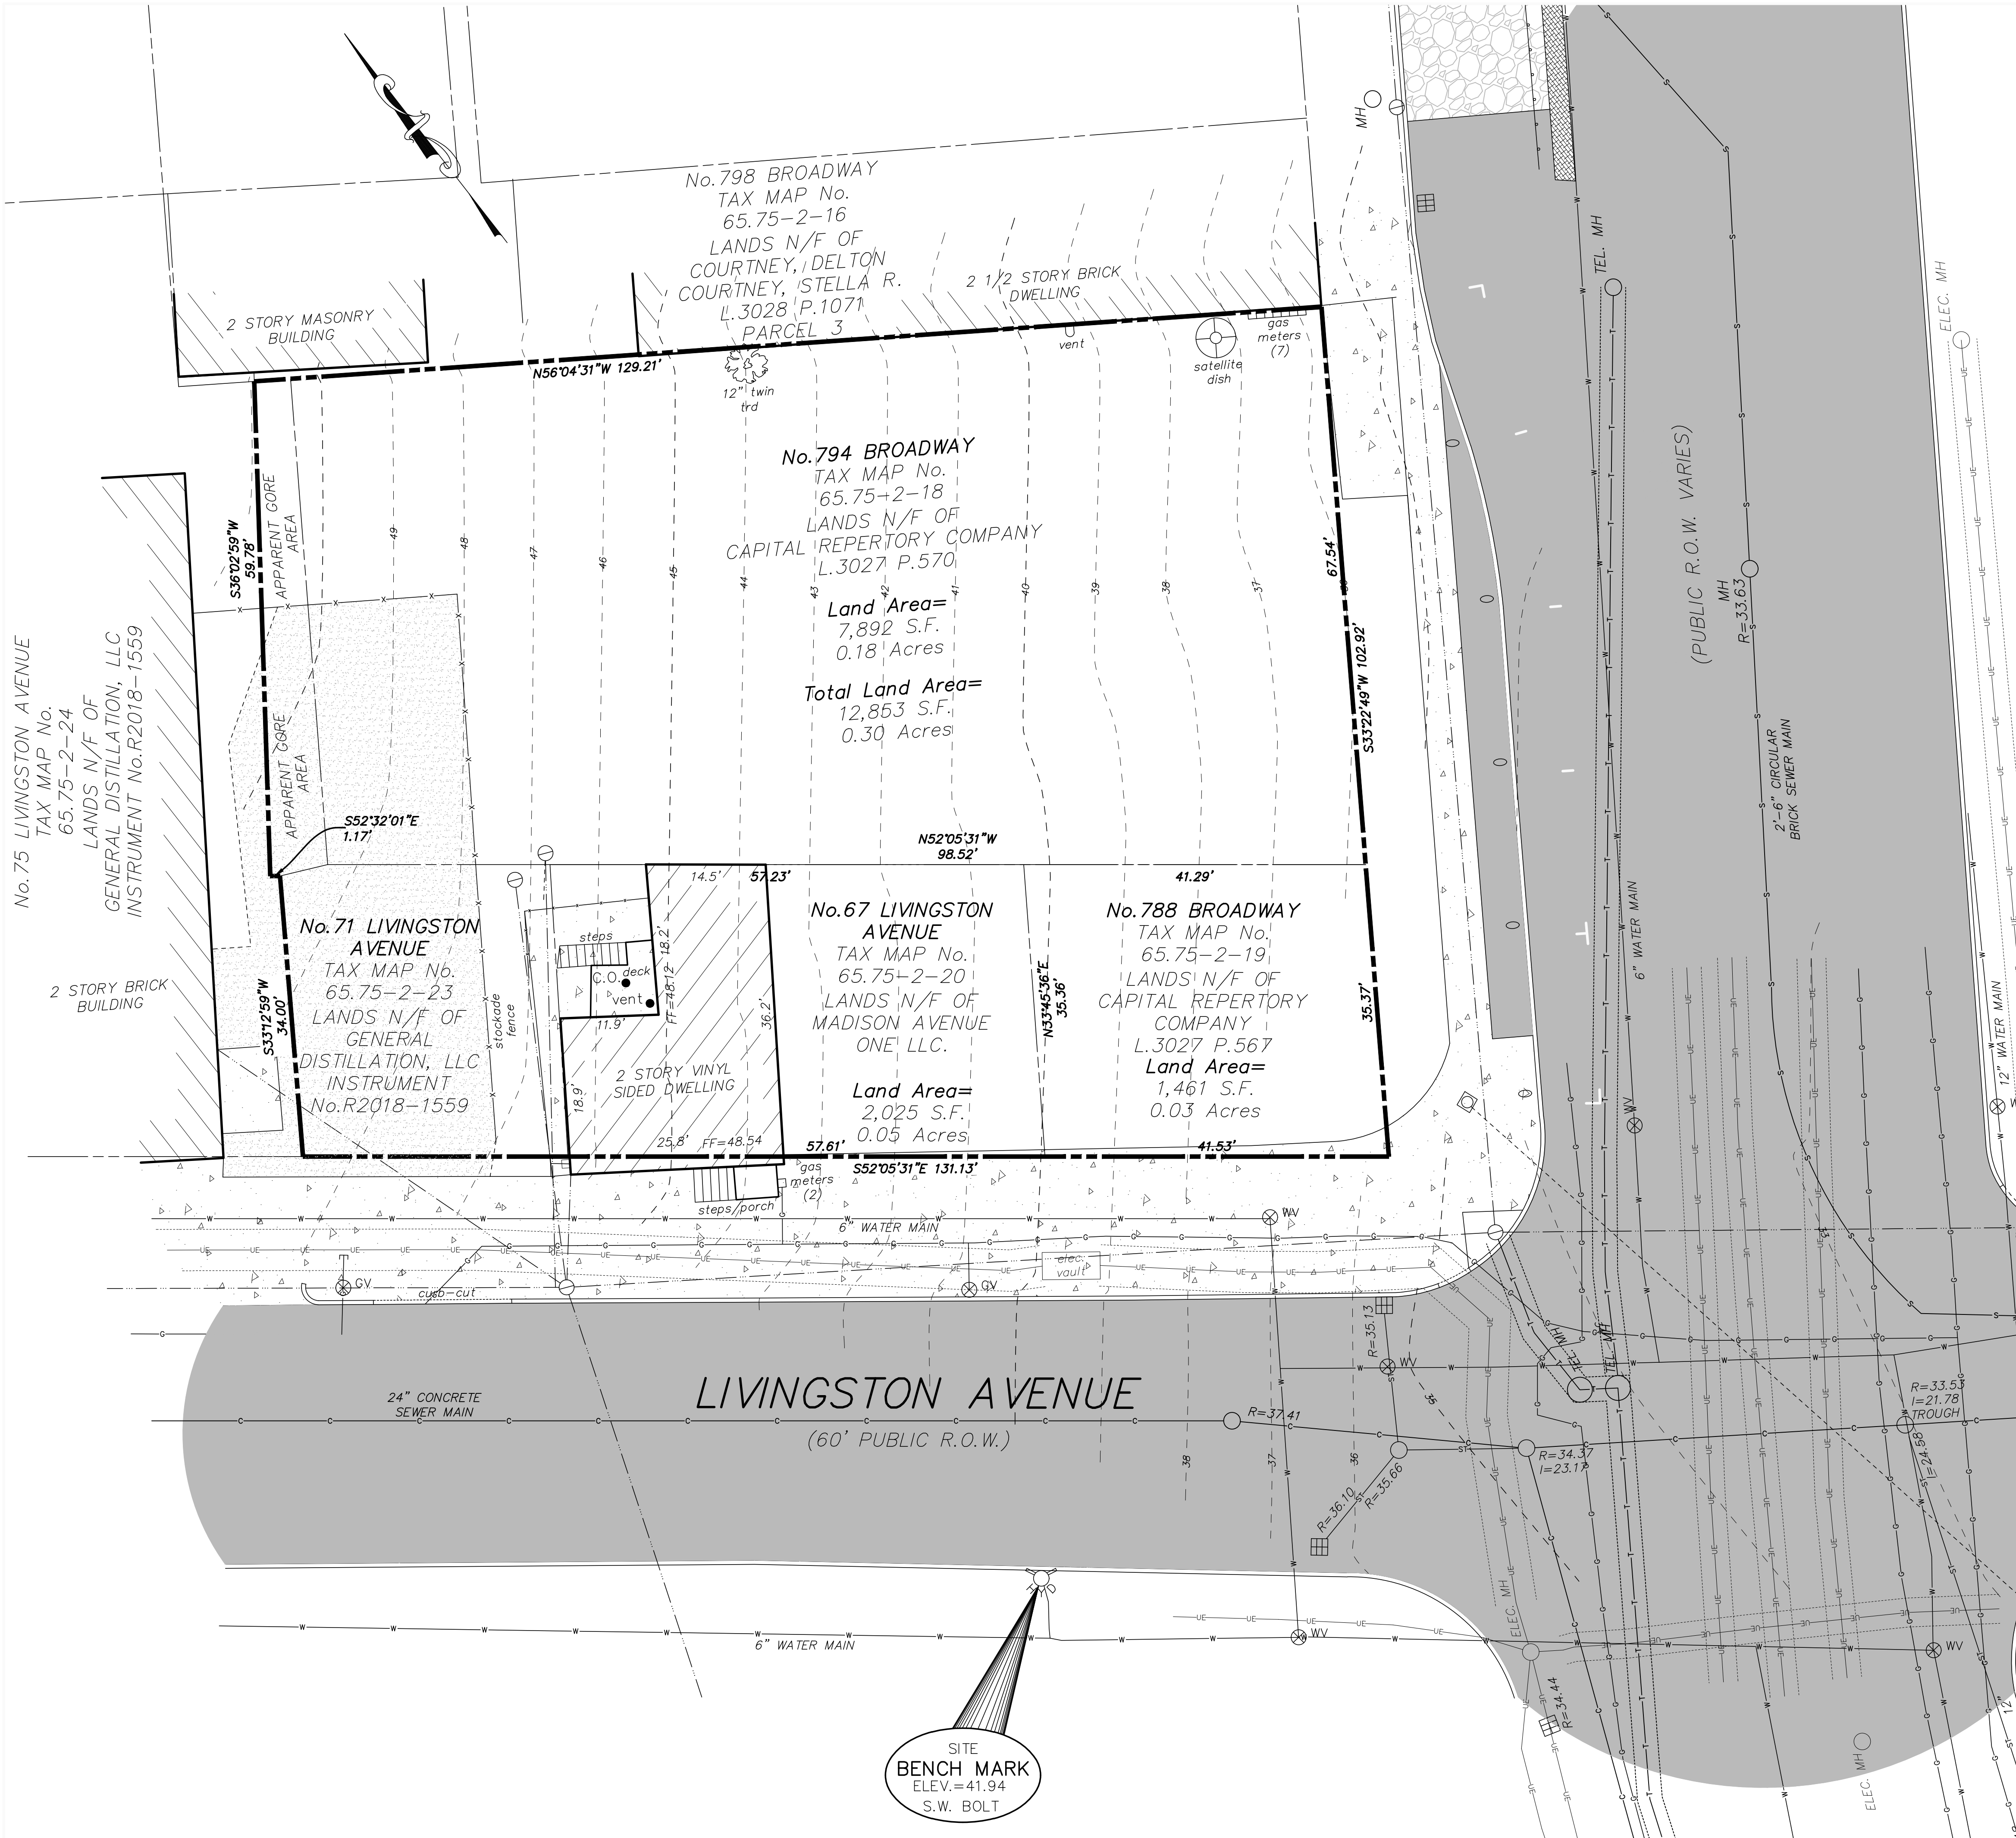 No.798 BROADWAY
TAX MAP No.
65.75-2-16
LANDS N/F OF
COURTNEY, DELTON
COURTNEY, STELLA R.
L.3028 P.1071
PARCEL 3
2 STORY MASONRY
BUILDING
2 1/2 STORY BRICK
DWELLING
MH
TEL. MH
ELEC. MH
vent
gas
meters
(7)
satellite
dish
N56°04'31"W 129.21'
12" twin
trd
No.794 BROADWAY
TAX MAP No.
65.75-2-18
LANDS N/F OF
CAPITAL REPERTORY COMPANY
L.3027 P.570
Land Area=
7,892 S.F.
0.18 Acres
Total Land Area=
12,853 S.F.
0.30 Acres
S36°02'59"W
59.78'
APPARENT GORE
AREA
APPARENT GORE
AREA
49
48
47
46
45
44
43
42
41
40
39
38
37
67.54'
S33°22'49"W 102.92'
(PUBLIC R.O.W. VARIES)
MH
R=33.63
2'-6" CIRCULAR
BRICK SEWER MAIN
6" WATER MAIN
12" WATER MAIN
No.75 LIVINGSTON AVENUE
TAX MAP No.
65.75-2-24
LANDS N/F OF
GENERAL DISTILLATION, LLC
INSTRUMENT No.R2018-1559
2 STORY BRICK
BUILDING
S52°32'01"E
1.17'
S33°12'59"W
34.00'
No.71 LIVINGSTON
AVENUE
TAX MAP No.
65.75-2-23
LANDS N/F OF
GENERAL
DISTILLATION, LLC
INSTRUMENT
No.R2018-1559
stockade
fence
steps
C.O.
deck
vent
11.9'
14.5'
57.23'
18.2'
FF=48.12
36.2'
18.9'
2 STORY VINYL
SIDED DWELLING
25.8'
FF=48.54
N52°05'31"W
98.52'
41.29'
No.67 LIVINGSTON
AVENUE
TAX MAP No.
65.75-2-20
LANDS N/F OF
MADISON AVENUE
ONE LLC.
Land Area=
2,025 S.F.
0.05 Acres
N33°45'36"E
35.36'
No.788 BROADWAY
TAX MAP No.
65.75-2-19
LANDS N/F OF
CAPITAL REPERTORY
COMPANY
L.3027 P.567
Land Area=
1,461 S.F.
0.03 Acres
35.37'
57.61'
41.53'
S52°05'31"E 131.13'
gas
meters
(2)
steps/porch
6" WATER MAIN
elec.
vault
GV
GV
WV
WV
WV
curb-cut
R=35.13
24" CONCRETE
SEWER MAIN
LIVINGSTON AVENUE
(60' PUBLIC R.O.W.)
R=37.41
TEL. MH
TEL. MH
R=33.53
I=21.78
TROUGH
R=34.37
I=23.17
I=24.58
R=36.10
R=35.66
38
37
36
35
6" WATER MAIN
WV
WV
ELEC. MH
R=34.44
ELEC. MH
12"
SITE
BENCH MARK
ELEV.=41.94
S.W. BOLT